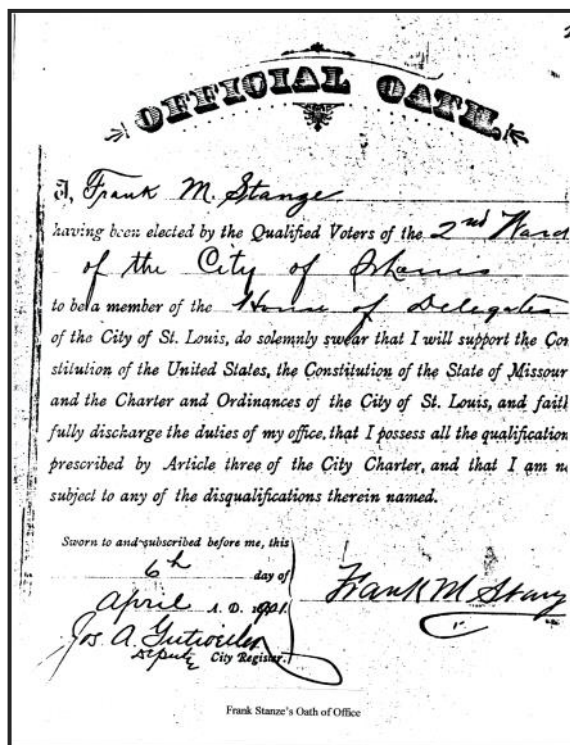 OFFICIAL OATH.
I, Frank M. Stanze
having been elected by the Qualified Voters of the 2nd Ward
of the City of St Louis
to be a member of the House of Delegates
of the City of St. Louis, do solemnly swear that I will support the Con
stitution of the United States, the Constitution of the State of Missour
and the Charter and Ordinances of the City of St. Louis, and faith
fully discharge the duties of my office, that I possess all the qualification
prescribed by Article three of the City Charter, and that I am n
subject to any of the disqualifications therein named.
Sworn to and subscribed before me, this
6th day of
April A. D. 1901.
Jos. A. Gutweiler
Deputy City Register.
Frank M Stanz
Frank Stanze's Oath of Office